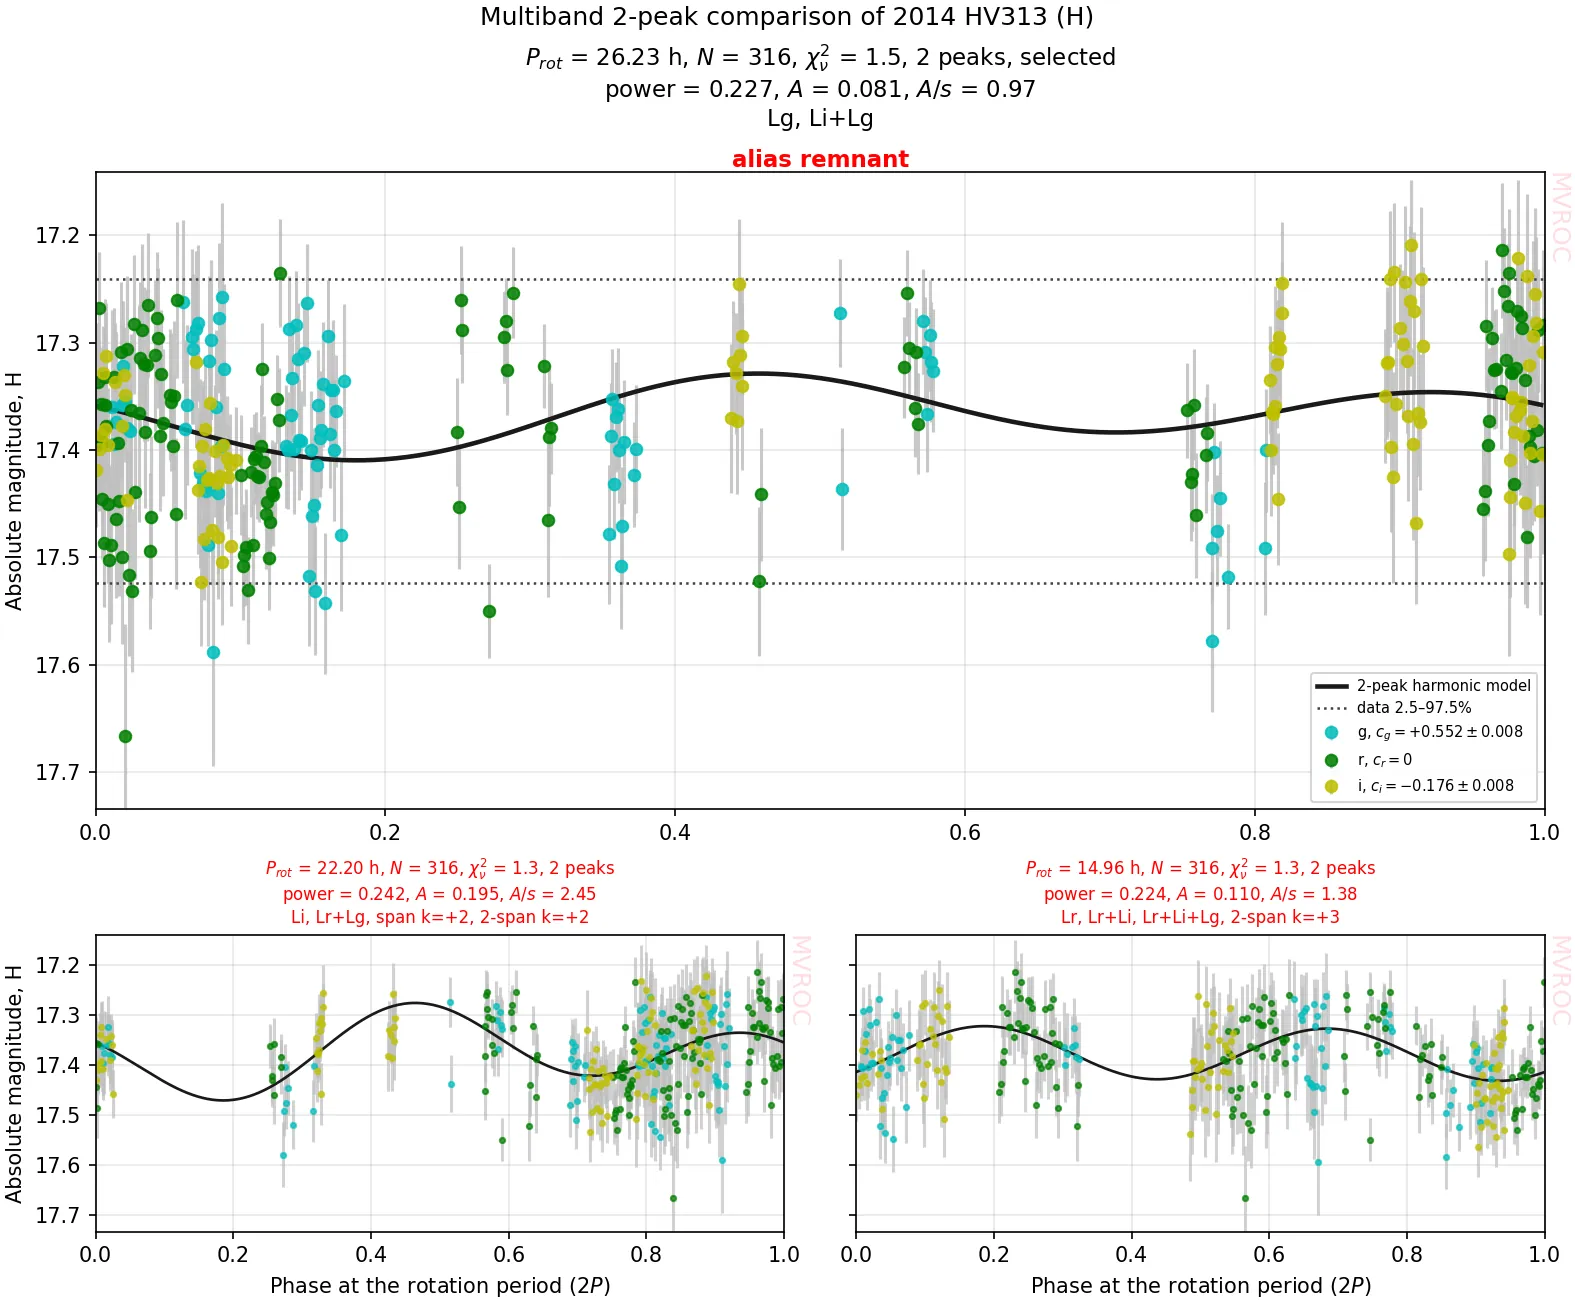 Multiband 2-peak comparison of 2014 HV313 (H)
P_rot = 26.23 h, N = 316, χ²_ν = 1.5, 2 peaks, selected
power = 0.227, A = 0.081, A/s = 0.97
Lg, Li+Lg
alias remnant
MVROC
Absolute magnitude, H
17.2
17.3
17.4
17.5
17.6
17.7
2-peak harmonic model
data 2.5–97.5%
g, c_g = +0.552 ± 0.008
r, c_r = 0
i, c_i = −0.176 ± 0.008
0.0 0.2 0.4 0.6 0.8 1.0
P_rot = 22.20 h, N = 316, χ²_ν = 1.3, 2 peaks
power = 0.242, A = 0.195, A/s = 2.45
Li, Lr+Lg, span k=+2, 2-span k=+2
MVROC
Absolute magnitude, H
17.2
17.3
17.4
17.5
17.6
17.7
0.0 0.2 0.4 0.6 0.8 1.0
Phase at the rotation period (2P)
P_rot = 14.96 h, N = 316, χ²_ν = 1.3, 2 peaks
power = 0.224, A = 0.110, A/s = 1.38
Lr, Lr+Li, Lr+Li+Lg, 2-span k=+3
MVROC
0.0 0.2 0.4 0.6 0.8 1.0
Phase at the rotation period (2P)